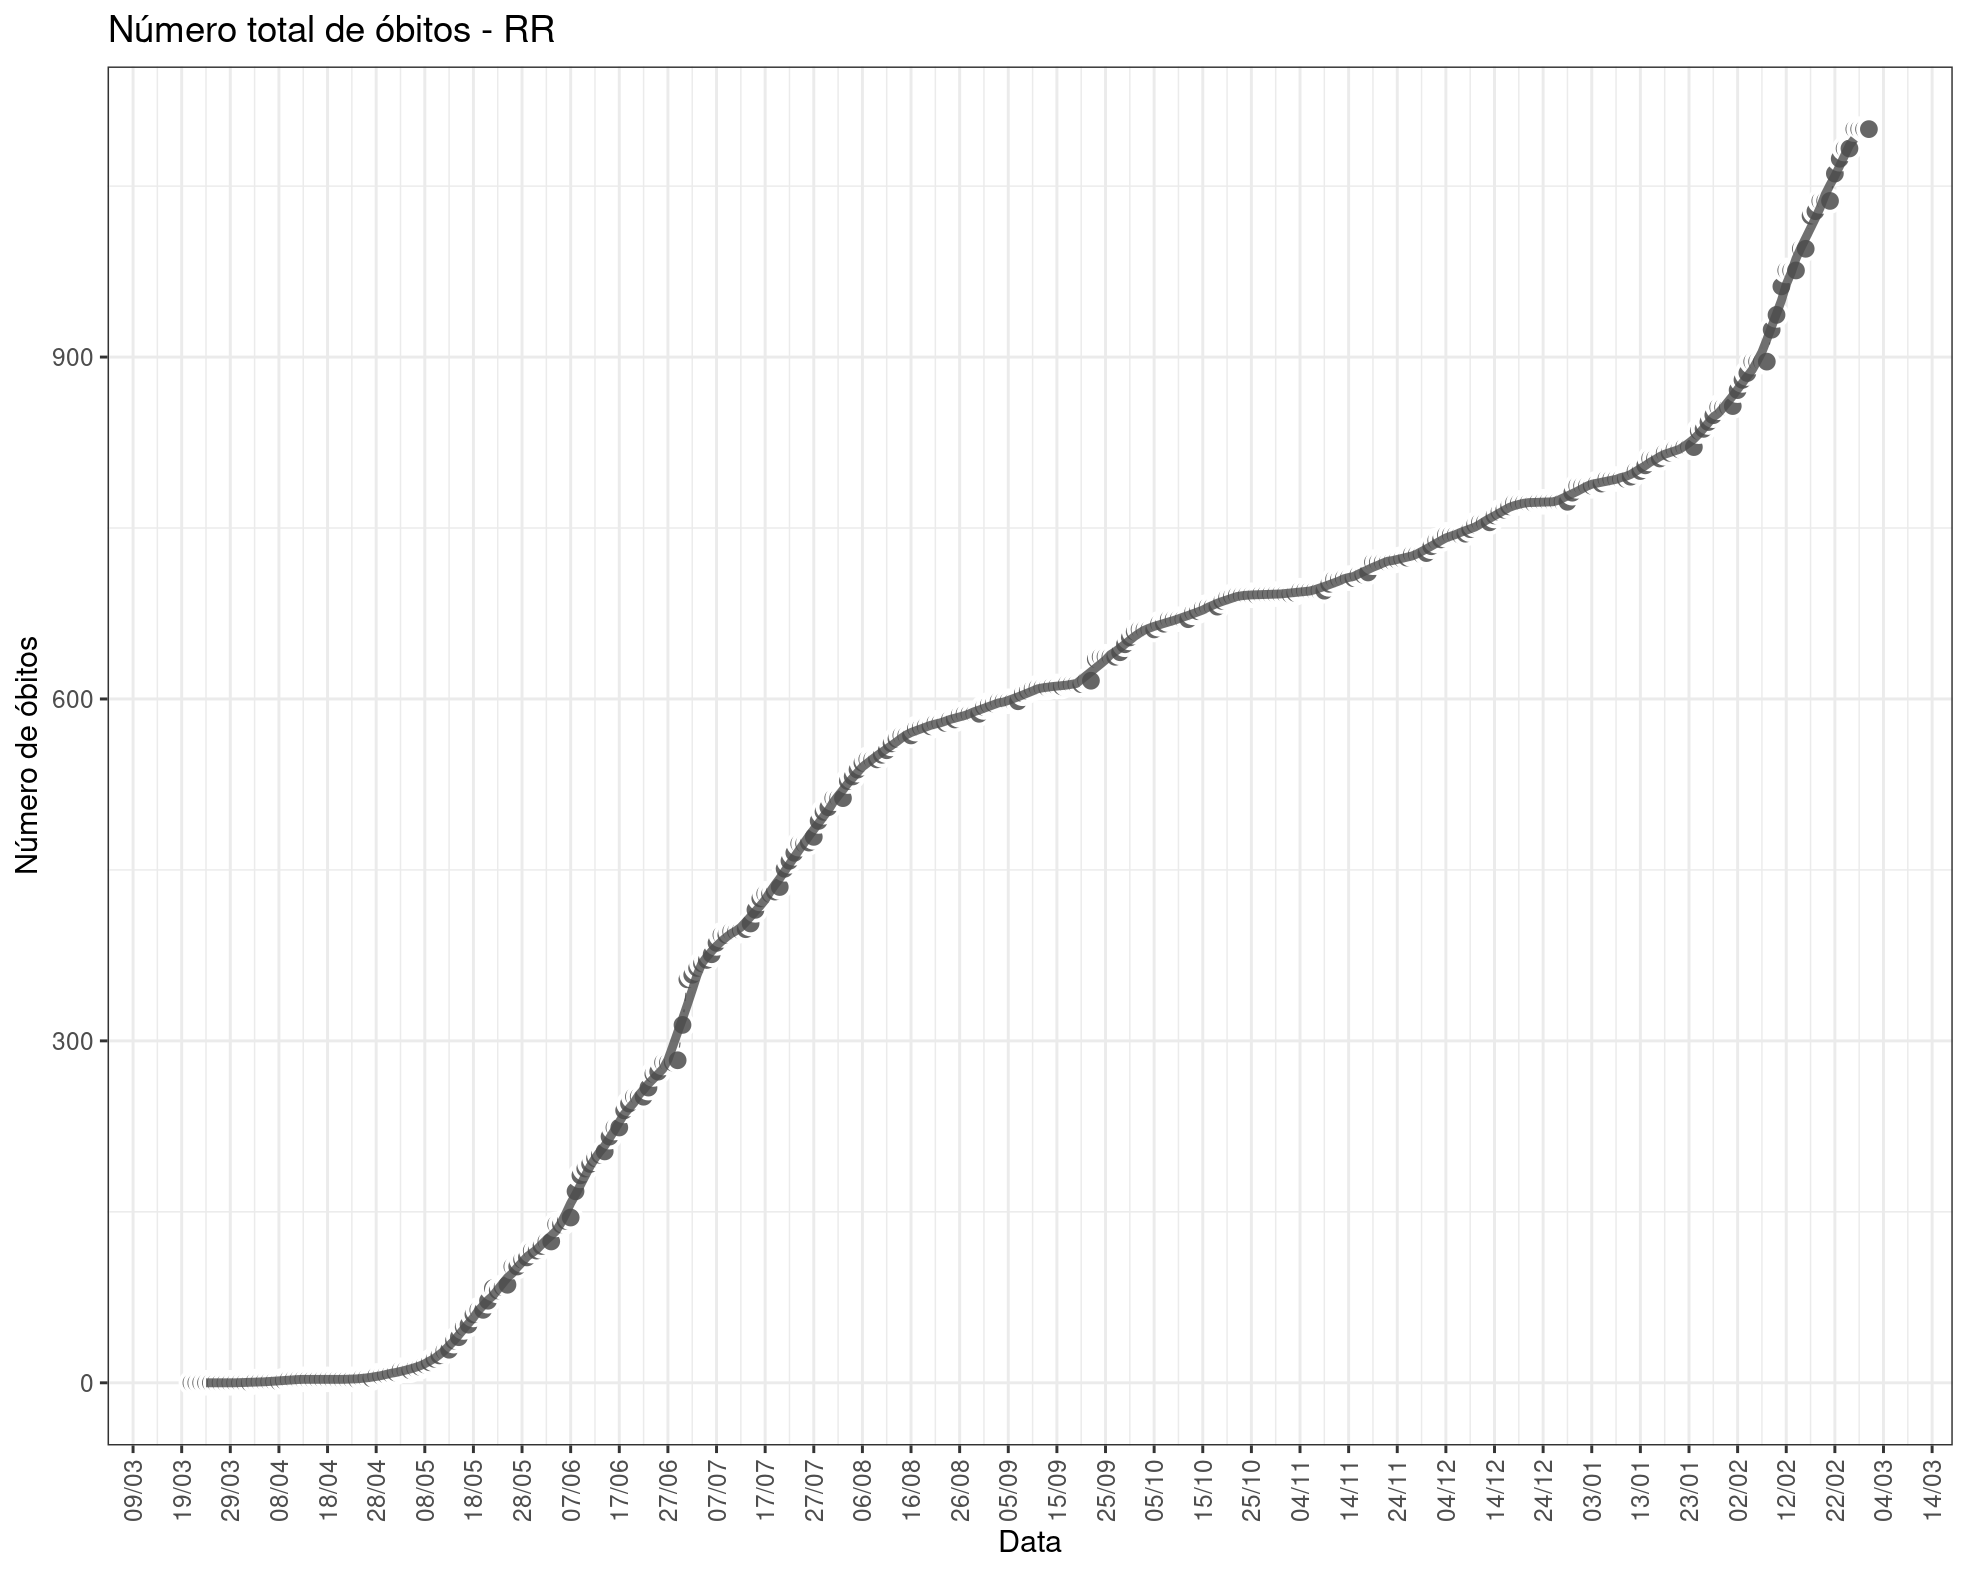 Número total de óbitos - RR
Número de óbitos
900
600
300
0
09/03 19/03 29/03 08/04 18/04 28/04 08/05 18/05 28/05 07/06 17/06 27/06 07/07 17/07 27/07 06/08 16/08 26/08 05/09 15/09 25/09 05/10 15/10 25/10 04/11 14/11 24/11 04/12 14/12 24/12 03/01 13/01 23/01 02/02 12/02 22/02 04/03 14/03
Data